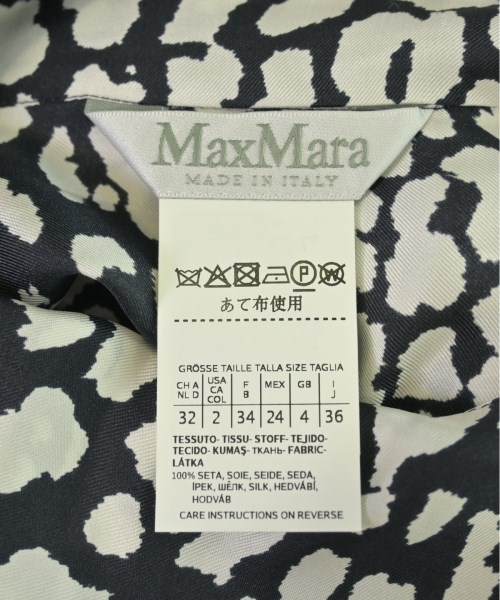 MaxMara
MADE IN ITALY
P W
あて布使用
GRÖSSE TAILLE TALLA SIZE TAGLIA
CH A NL D USA CA COL F B MEX GB I J
32 2 34 24 4 36
TESSUTO- TISSU- STOFF- TEJIDO-
TECIDO- KUMAŞ- ТКАНЬ- FABRIC-
LÁTKA
100% SETA, SOIE, SEIDE, SEDA,
İPEK, ШЁЛК, SILK, HEDVÁBÍ,
HODVÁB
CARE INSTRUCTIONS ON REVERSE